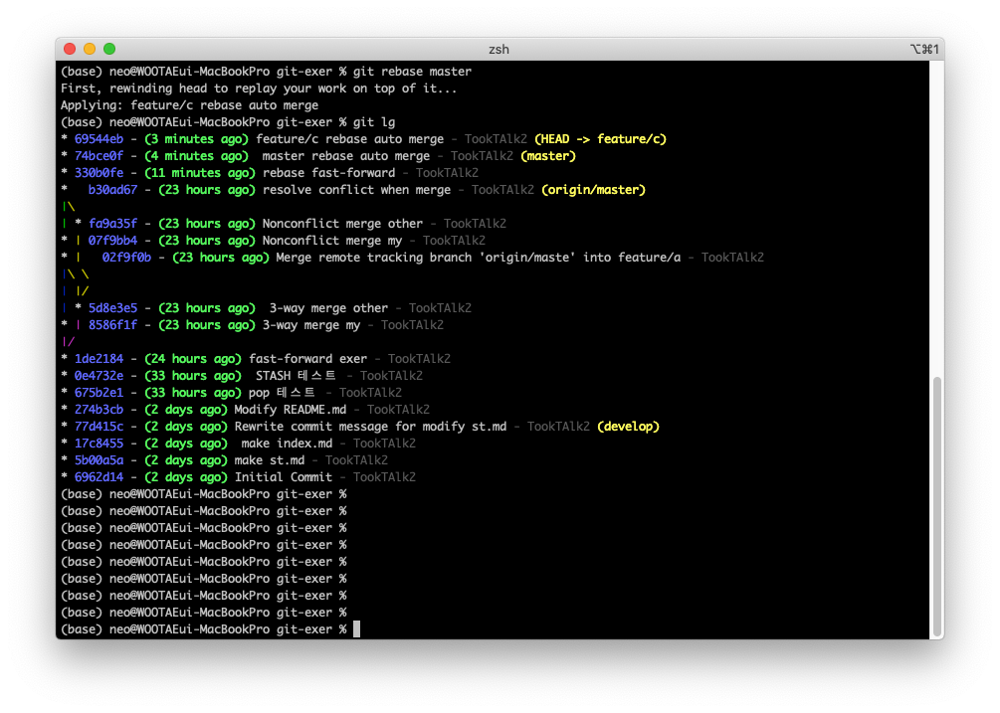 zsh
⌥⌘1
(base) neo@WOOTAEui-MacBookPro git-exer % git rebase master
First, rewinding head to replay your work on top of it...
Applying: feature/c rebase auto merge
(base) neo@WOOTAEui-MacBookPro git-exer % git lg
* 69544eb - (3 minutes ago) feature/c rebase auto merge - TookTAlk2 (HEAD -> feature/c)
* 74bce0f - (4 minutes ago)  master rebase auto merge - TookTAlk2 (master)
* 330b0fe - (11 minutes ago) rebase fast-forward - TookTAlk2
*   b30ad67 - (23 hours ago) resolve conflict when merge - TookTAlk2 (origin/master)
|\
| * fa9a35f - (23 hours ago) Nonconflict merge other - TookTAlk2
* | 07f9bb4 - (23 hours ago) Nonconflict merge my - TookTAlk2
* |   02f9f0b - (23 hours ago) Merge remote tracking branch 'origin/maste' into feature/a - TookTAlk2
|\ \
| |/
| * 5d8e3e5 - (23 hours ago)  3-way merge other - TookTAlk2
* | 8586f1f - (23 hours ago) 3-way merge my - TookTAlk2
|/
* 1de2184 - (24 hours ago) fast-forward exer - TookTAlk2
* 0e4732e - (33 hours ago)  STASH 테스트 - TookTAlk2
* 675b2e1 - (33 hours ago) pop 테스트 - TookTAlk2
* 274b3cb - (2 days ago) Modify README.md - TookTAlk2
* 77d415c - (2 days ago) Rewrite commit message for modify st.md - TookTAlk2 (develop)
* 17c8455 - (2 days ago)  make index.md  - TookTAlk2
* 5b00a5a - (2 days ago) make st.md - TookTAlk2
* 6962d14 - (2 days ago) Initial Commit - TookTAlk2
(base) neo@WOOTAEui-MacBookPro git-exer %
(base) neo@WOOTAEui-MacBookPro git-exer %
(base) neo@WOOTAEui-MacBookPro git-exer %
(base) neo@WOOTAEui-MacBookPro git-exer %
(base) neo@WOOTAEui-MacBookPro git-exer %
(base) neo@WOOTAEui-MacBookPro git-exer %
(base) neo@WOOTAEui-MacBookPro git-exer %
(base) neo@WOOTAEui-MacBookPro git-exer %
(base) neo@WOOTAEui-MacBookPro git-exer %